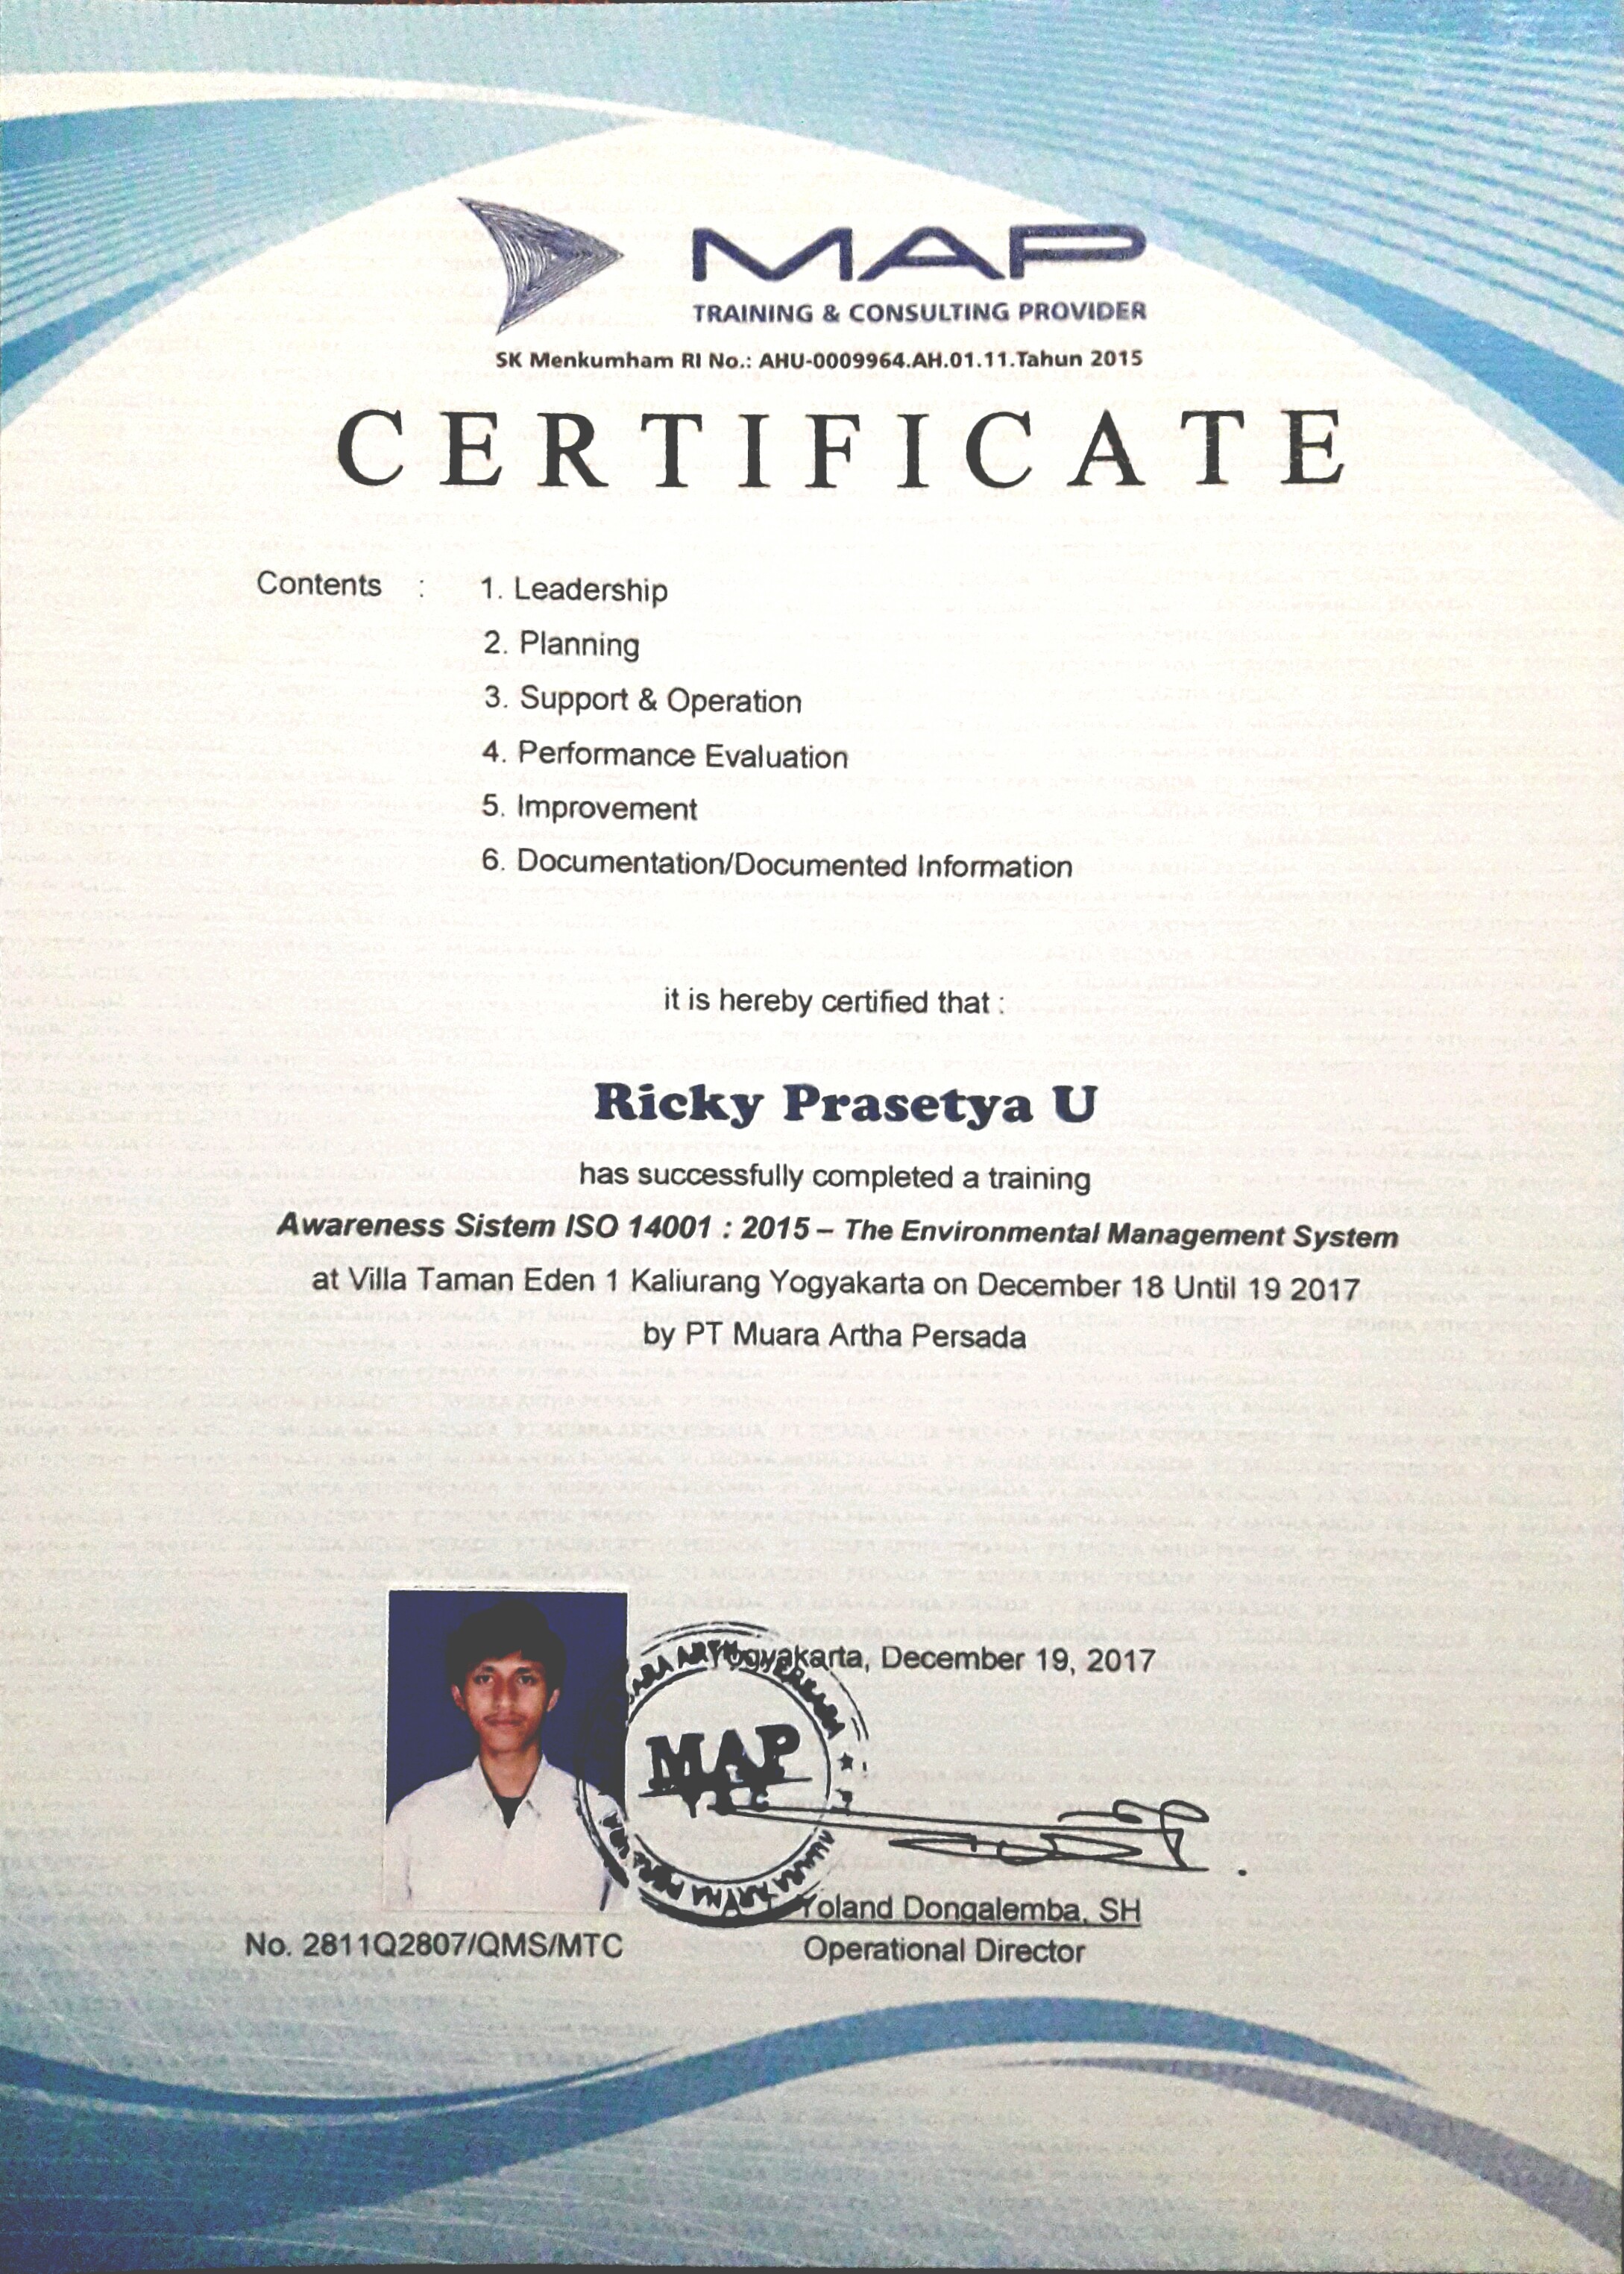 MAP
TRAINING & CONSULTING PROVIDER
SK Menkumham RI No.: AHU-0009964.AH.01.11.Tahun 2015
CERTIFICATE
Contents : 1. Leadership
2. Planning
3. Support & Operation
4. Performance Evaluation
5. Improvement
6. Documentation/Documented Information
it is hereby certified that :
Ricky Prasetya U
has successfully completed a training
Awareness Sistem ISO 14001 : 2015 – The Environmental Management System
at Villa Taman Eden 1 Kaliurang Yogyakarta on December 18 Until 19 2017
by PT Muara Artha Persada
Yogyakarta, December 19, 2017
MAP
Yoland Dongalemba, SH
No. 2811Q2807/QMS/MTC
Operational Director